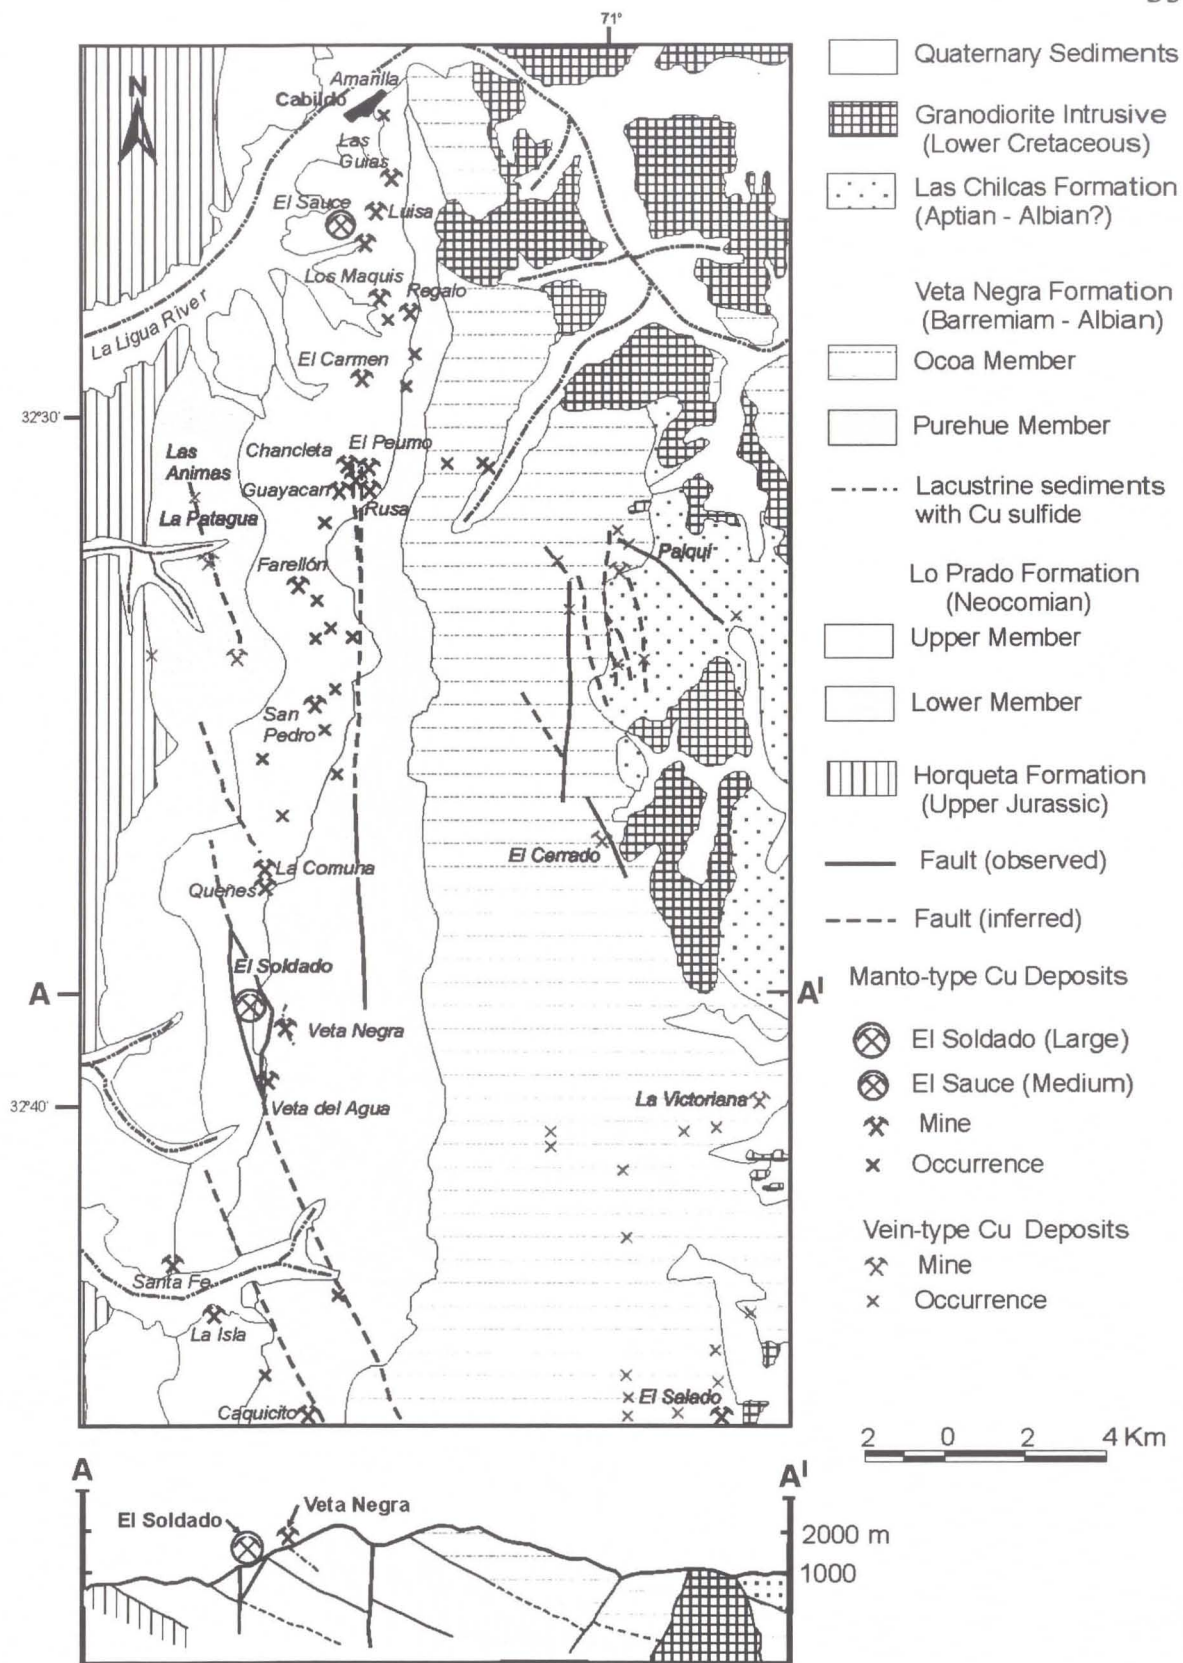 71°
N
Amarilla
Cabildo
Las
Guias
El Sauce
Luisa
Los Maquis
Regalo
La Ligua River
El Carmen
32°30'
Chancleta
El Peumo
Las
Animas
Guayacan
Rusa
La Patagua
Farellón
Paiqui
San
Pedro
El Cerrado
La Comuna
Queñes
El Soldado
A
A'
Veta Negra
32°40'
Veta del Agua
La Victoriana
Santa Fe
La Isla
El Salado
Caquicito
Quaternary Sediments
Granodiorite Intrusive
(Lower Cretaceous)
Las Chilcas Formation
(Aptian - Albian?)
Veta Negra Formation
(Barremiam - Albian)
Ocoa Member
Purehue Member
Lacustrine sediments
with Cu sulfide
Lo Prado Formation
(Neocomian)
Upper Member
Lower Member
Horqueta Formation
(Upper Jurassic)
Fault (observed)
Fault (inferred)
Manto-type Cu Deposits
El Soldado (Large)
El Sauce (Medium)
Mine
Occurrence
Vein-type Cu Deposits
Mine
Occurrence
2 0 2 4 Km
A
A'
El Soldado
Veta Negra
2000 m
1000